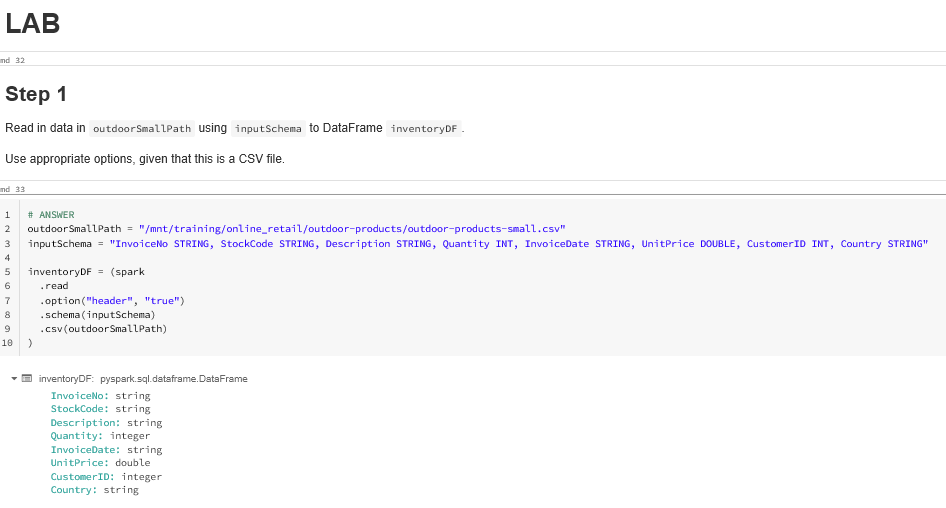 LAB
md 32
Step 1
Read in data in outdoorSmallPath using inputSchema to DataFrame inventoryDF.
Use appropriate options, given that this is a CSV file.
md 33
1 # ANSWER
2 outdoorSmallPath = "/mnt/training/online_retail/outdoor-products/outdoor-products-small.csv"
3 inputSchema = "InvoiceNo STRING, StockCode STRING, Description STRING, Quantity INT, InvoiceDate STRING, UnitPrice DOUBLE, CustomerID INT, Country STRING"
4
5 inventoryDF = (spark
6   .read
7   .option("header", "true")
8   .schema(inputSchema)
9   .csv(outdoorSmallPath)
10 )
inventoryDF: pyspark.sql.dataframe.DataFrame
InvoiceNo: string
StockCode: string
Description: string
Quantity: integer
InvoiceDate: string
UnitPrice: double
CustomerID: integer
Country: string